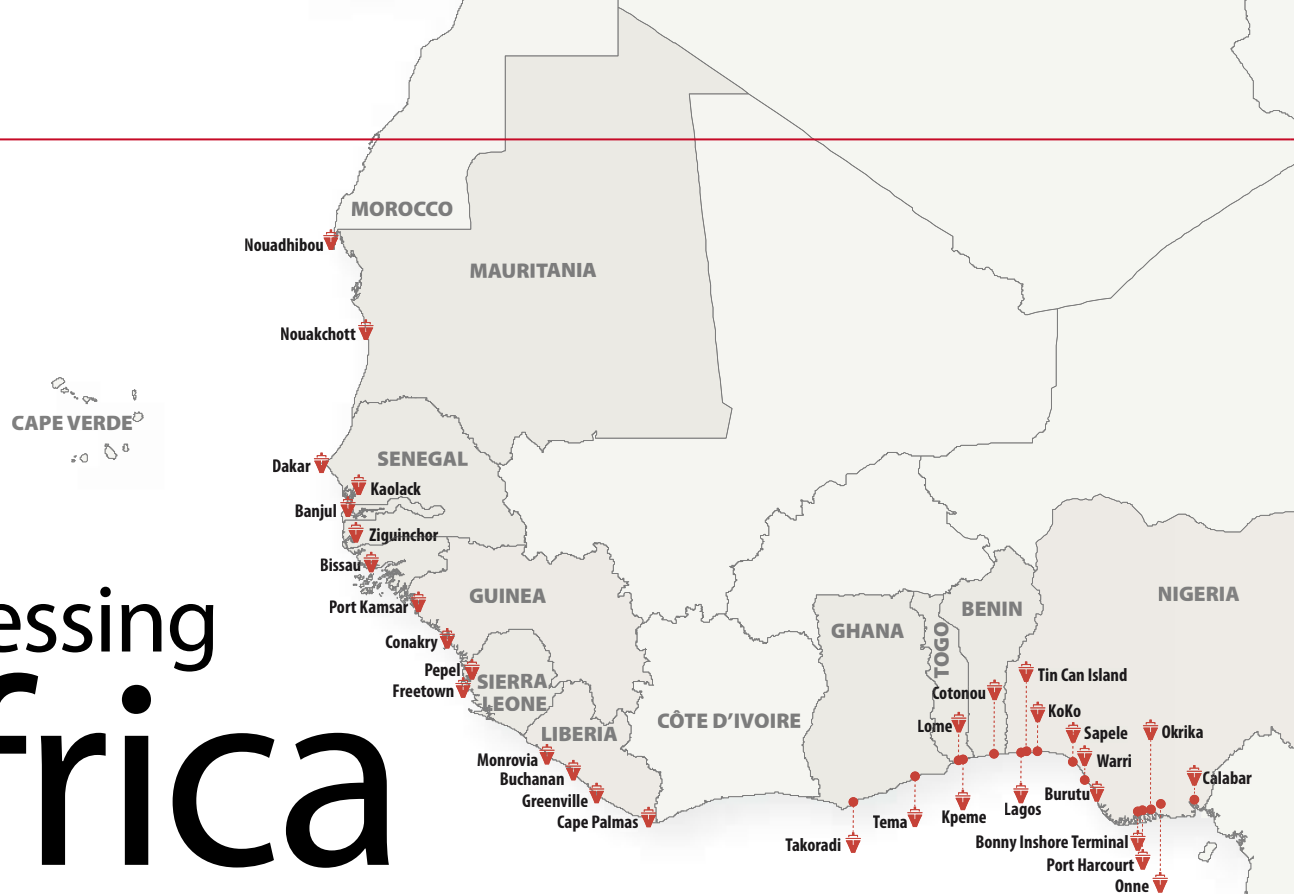 MOROCCO
Nouadhibou
MAURITANIA
Nouakchott
CAPE VERDE
Dakar
SENEGAL
Kaolack
Banjul
Ziguinchor
Bissau
essing
GUINEA
Port Kamsar
Conakry
Pepel
Freetown
SIERRA
LEONE
frica
LIBERIA
Monrovia
Buchanan
Greenville
Cape Palmas
CÔTE D'IVOIRE
GHANA
TOGO
BENIN
NIGERIA
Tin Can Island
Cotonou
KoKo
Lome
Sapele
Okrika
Warri
Calabar
Burutu
Lagos
Kpeme
Tema
Takoradi
Bonny Inshore Terminal
Port Harcourt
Onne